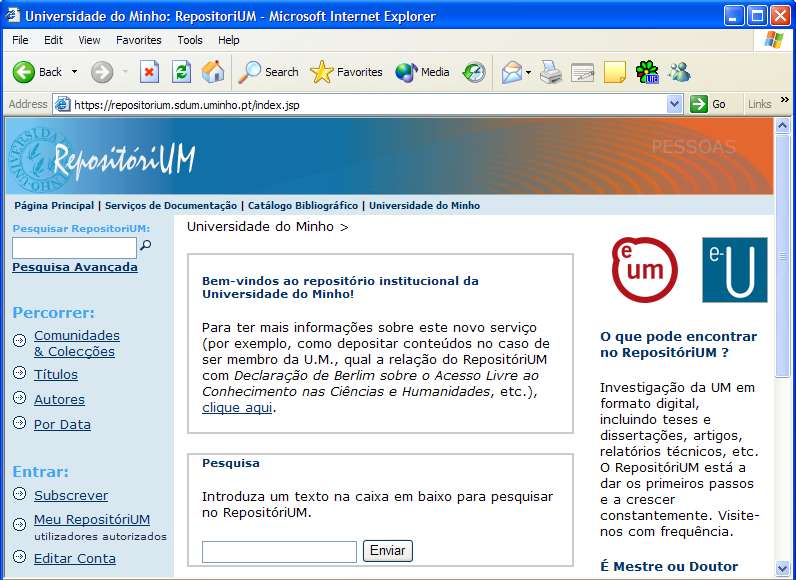 Universidade do Minho: RepositoriUM - Microsoft Internet Explorer
File Edit View Favorites Tools Help
Back Search Favorites Media
Address https://repositorium.sdum.uminho.pt/index.jsp Go Links »
UNIVERSIDADE DO MINHO
RepositóriUM
PESSOAS
Página Principal | Serviços de Documentação | Catálogo Bibliográfico | Universidade do Minho
Pesquisar RepositoriUM:
Pesquisa Avançada
Percorrer:
Comunidades
& Colecções
Títulos
Autores
Por Data
Entrar:
Subscrever
Meu RepositóriUM
utilizadores autorizados
Editar Conta
Universidade do Minho >
Bem-vindos ao repositório institucional da
Universidade do Minho!
Para ter mais informações sobre este novo serviço
(por exemplo, como depositar conteúdos no caso de
ser membro da U.M., qual a relação do RepositóriUM
com Declaração de Berlim sobre o Acesso Livre ao
Conhecimento nas Ciências e Humanidades, etc.),
clique aqui.
Pesquisa
Introduza um texto na caixa em baixo para pesquisar
no RepositóriUM.
Enviar
e um
e-U
O que pode encontrar
no RepositóriUM ?
Investigação da UM em
formato digital,
incluindo teses e
dissertações, artigos,
relatórios técnicos, etc.
O RepositóriUM está a
dar os primeiros passos
e a crescer
constantemente. Visite-
nos com frequência.
É Mestre ou Doutor